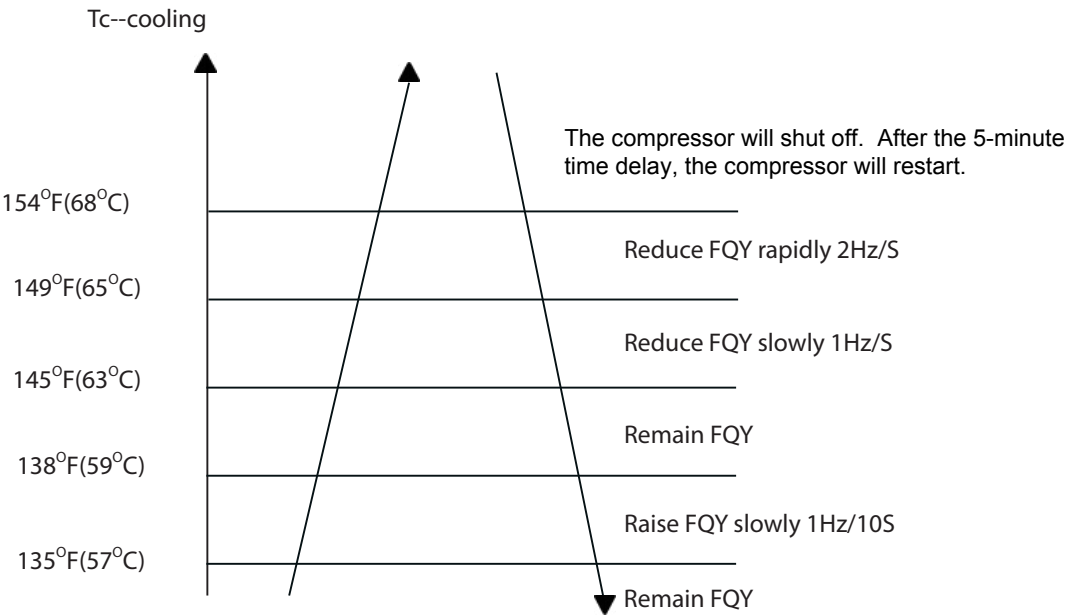 Tc--cooling
The compressor will shut off. After the 5-minute
time delay, the compressor will restart.
154°F(68°C)
Reduce FQY rapidly 2Hz/S
149°F(65°C)
Reduce FQY slowly 1Hz/S
145°F(63°C)
Remain FQY
138°F(59°C)
Raise FQY slowly 1Hz/10S
135°F(57°C)
Remain FQY